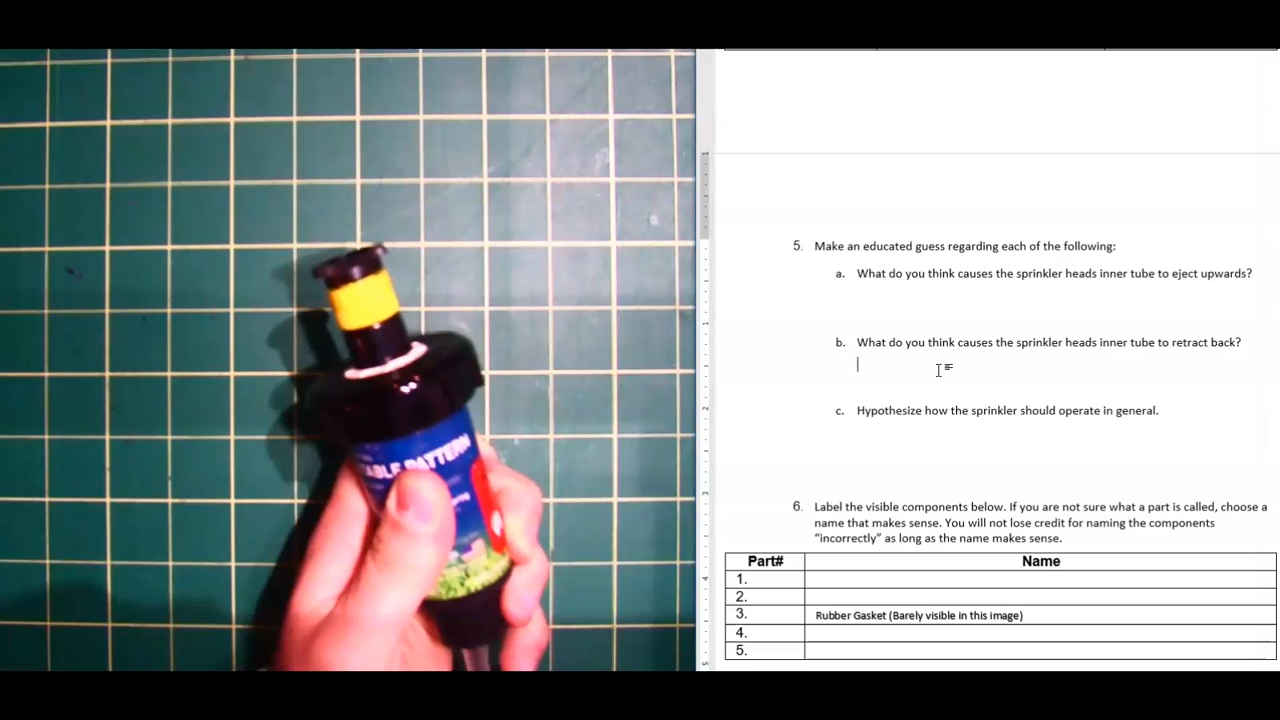 ABLE PATTERN
5. Make an educated guess regarding each of the following:
a. What do you think causes the sprinkler heads inner tube to eject upwards?
b. What do you think causes the sprinkler heads inner tube to retract back?
c. Hypothesize how the sprinkler should operate in general.
6. Label the visible components below. If you are not sure what a part is called, choose a
name that makes sense. You will not lose credit for naming the components
“incorrectly” as long as the name makes sense.
Part# Name
1.
2.
3. Rubber Gasket (Barely visible in this image)
4.
5.